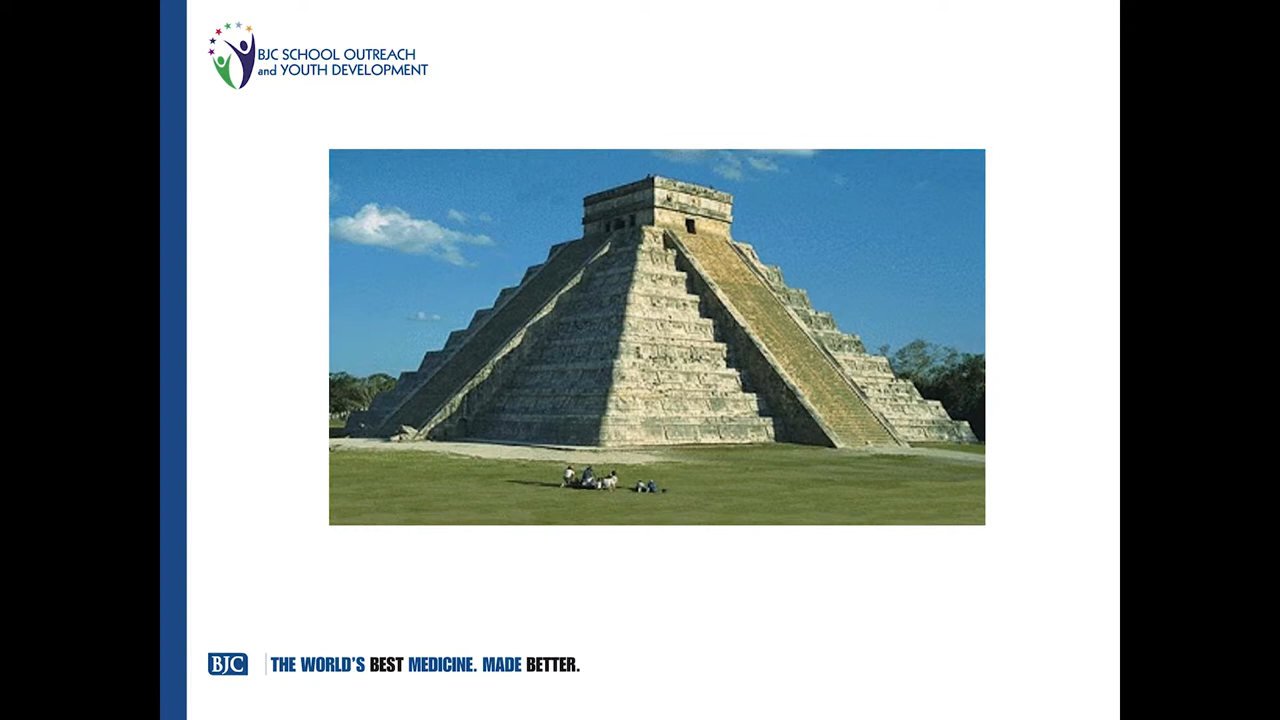 BJC SCHOOL OUTREACH
and YOUTH DEVELOPMENT
BJC
THE WORLD'S BEST MEDICINE. MADE BETTER.